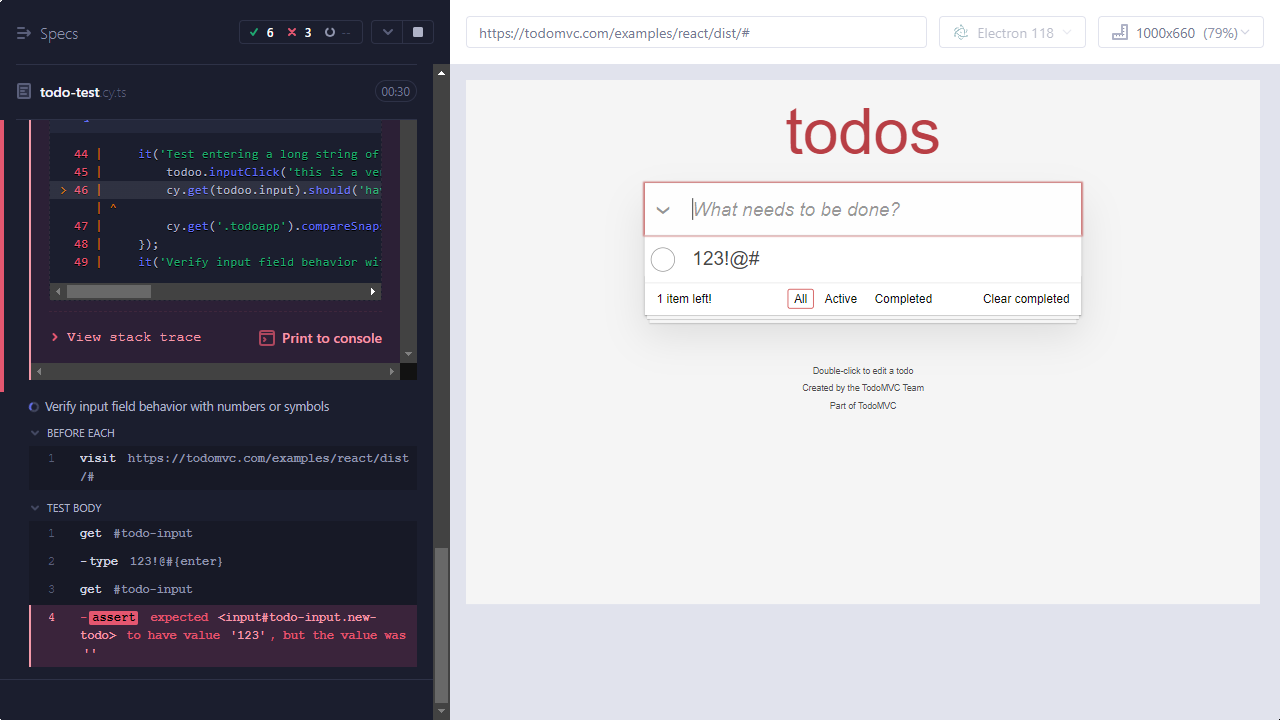 Specs
6 3 --
todo-test.cy.ts
00:30
44 | it('Test entering a long string of
45 | todoo.inputClick('this is a ve
> 46 | cy.get(todoo.input).should('ha
| ^
47 | cy.get('.todoapp').compareSnap
48 | });
49 | it('Verify input field behavior wi
View stack trace
Print to console
Verify input field behavior with numbers or symbols
BEFORE EACH
1 visit https://todomvc.com/examples/react/dist
/#
TEST BODY
1 get #todo-input
2 -type 123!@#{enter}
3 get #todo-input
4 -assert expected <input#todo-input.new-
todo> to have value '123', but the value was
''
https://todomvc.com/examples/react/dist/#
Electron 118
1000x660 (79%)
todos
What needs to be done?
123!@#
1 item left!
All
Active
Completed
Clear completed
Double-click to edit a todo
Created by the TodoMVC Team
Part of TodoMVC